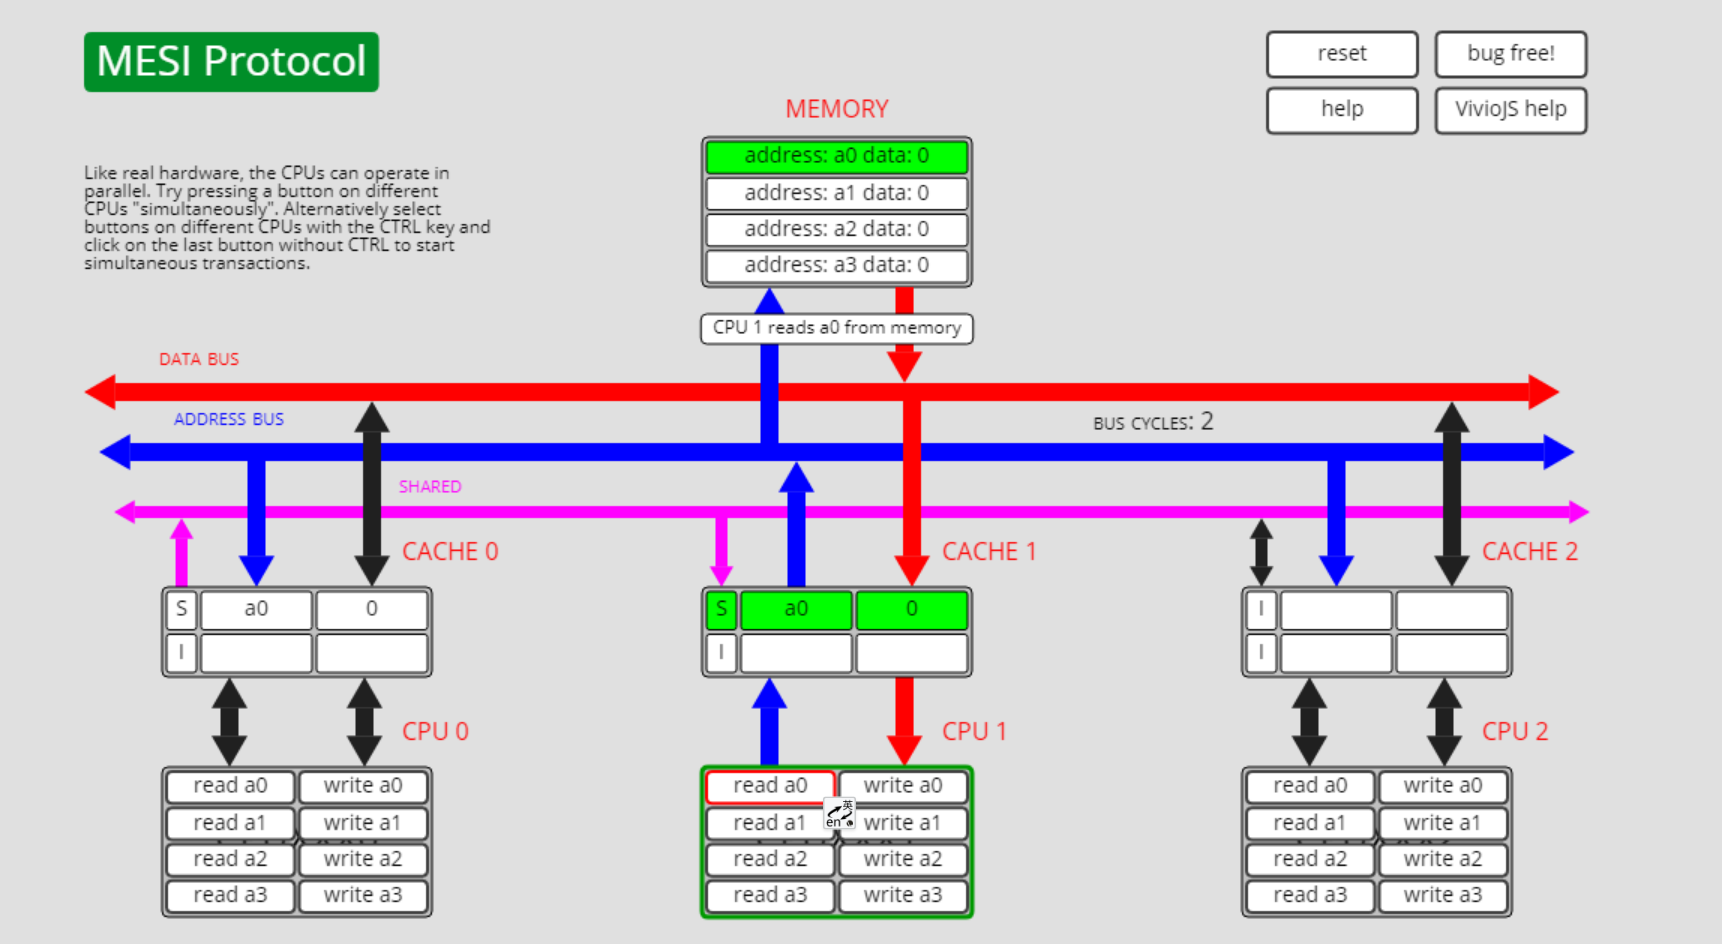 MESI Protocol
reset
bug free!
help
VivioJS help
MEMORY
address: a0 data: 0
address: a1 data: 0
address: a2 data: 0
address: a3 data: 0
Like real hardware, the CPUs can operate in
parallel. Try pressing a button on different
CPUs "simultaneously". Alternatively select
buttons on different CPUs with the CTRL key and
click on the last button without CTRL to start
simultaneous transactions.
CPU 1 reads a0 from memory
DATA BUS
ADDRESS BUS
BUS CYCLES: 2
SHARED
CACHE 0
S a0 0
I
CACHE 1
S a0 0
I
CACHE 2
I
I
CPU 0
read a0 write a0
read a1 write a1
read a2 write a2
read a3 write a3
CPU 1
read a0 write a0
read a1 write a1
read a2 write a2
read a3 write a3
英
en
CPU 2
read a0 write a0
read a1 write a1
read a2 write a2
read a3 write a3